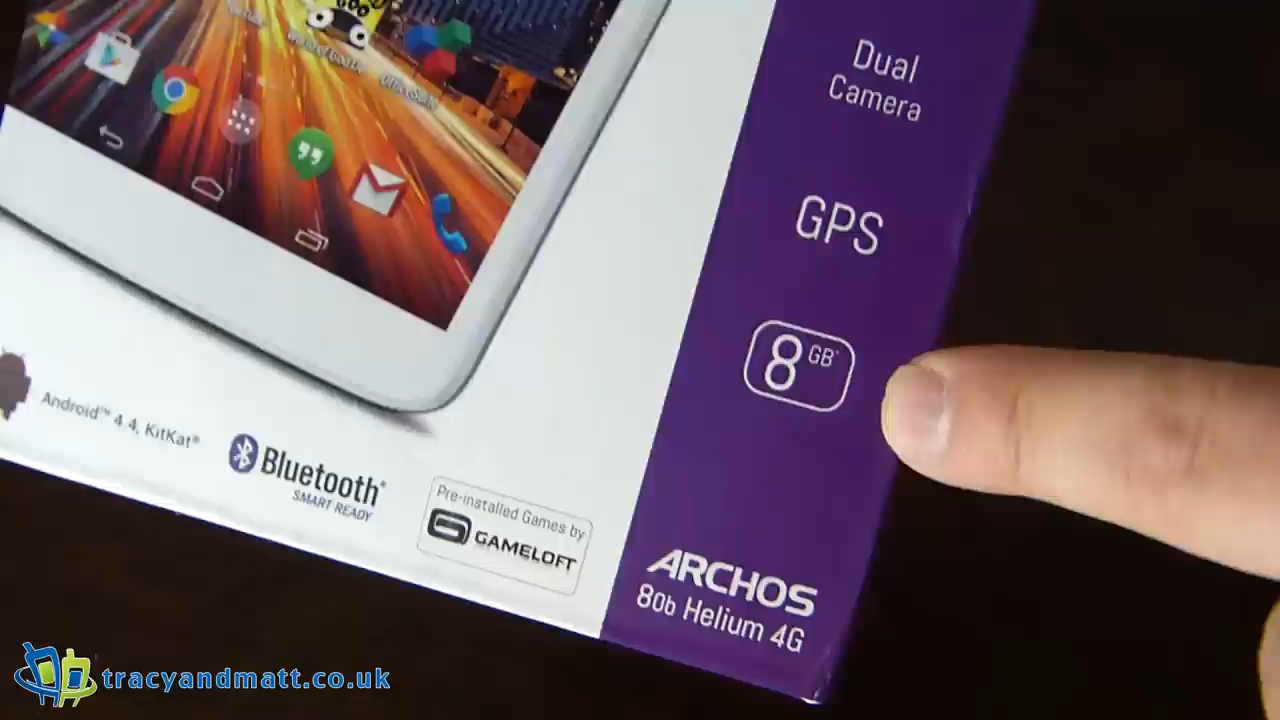 Dual
Camera
GPS
8 GB*
OfficeSuite
Android™ 4.4, KitKat®
Bluetooth®
SMART READY
Pre-installed Games by
GAMELOFT
ARCHOS
80b Helium 4G
tracyandmatt.co.uk